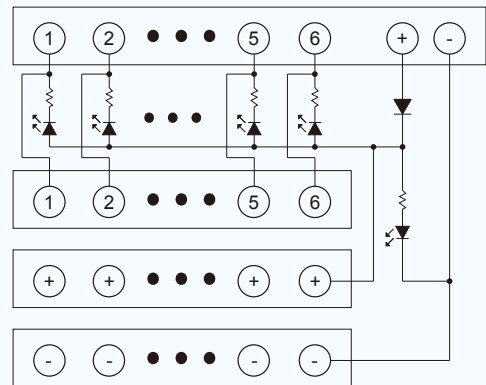 1 2 5 6 + -
1 2 5 6
+ + + +
- - - -